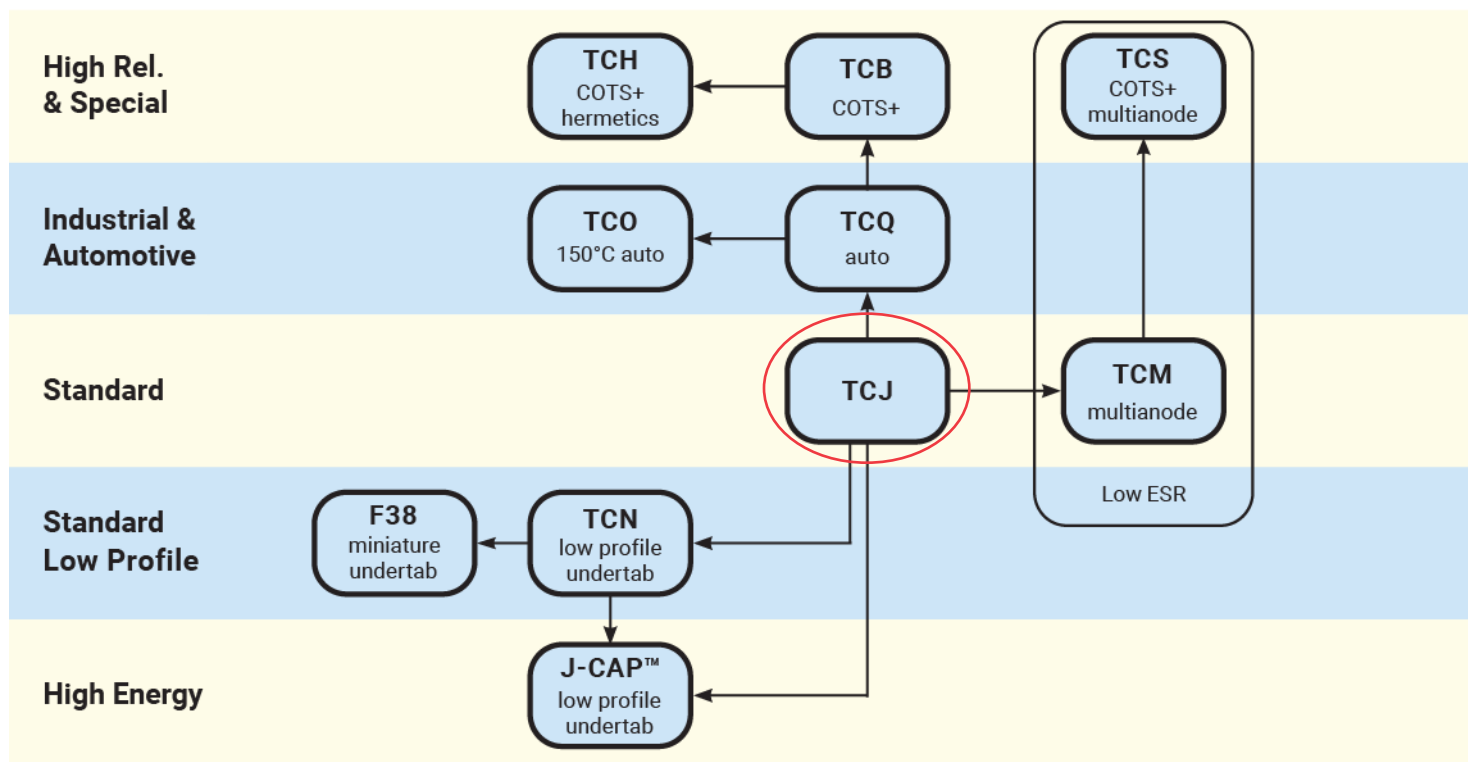 High Rel.
& Special
TCH
COTS+
hermetics
TCB
COTS+
TCS
COTS+
multianode
Industrial &
Automotive
TCO
150°C auto
TCQ
auto
Standard
TCJ
TCM
multianode
Low ESR
Standard
Low Profile
F38
miniature
undertab
TCN
low profile
undertab
High Energy
J-CAP™
low profile
undertab